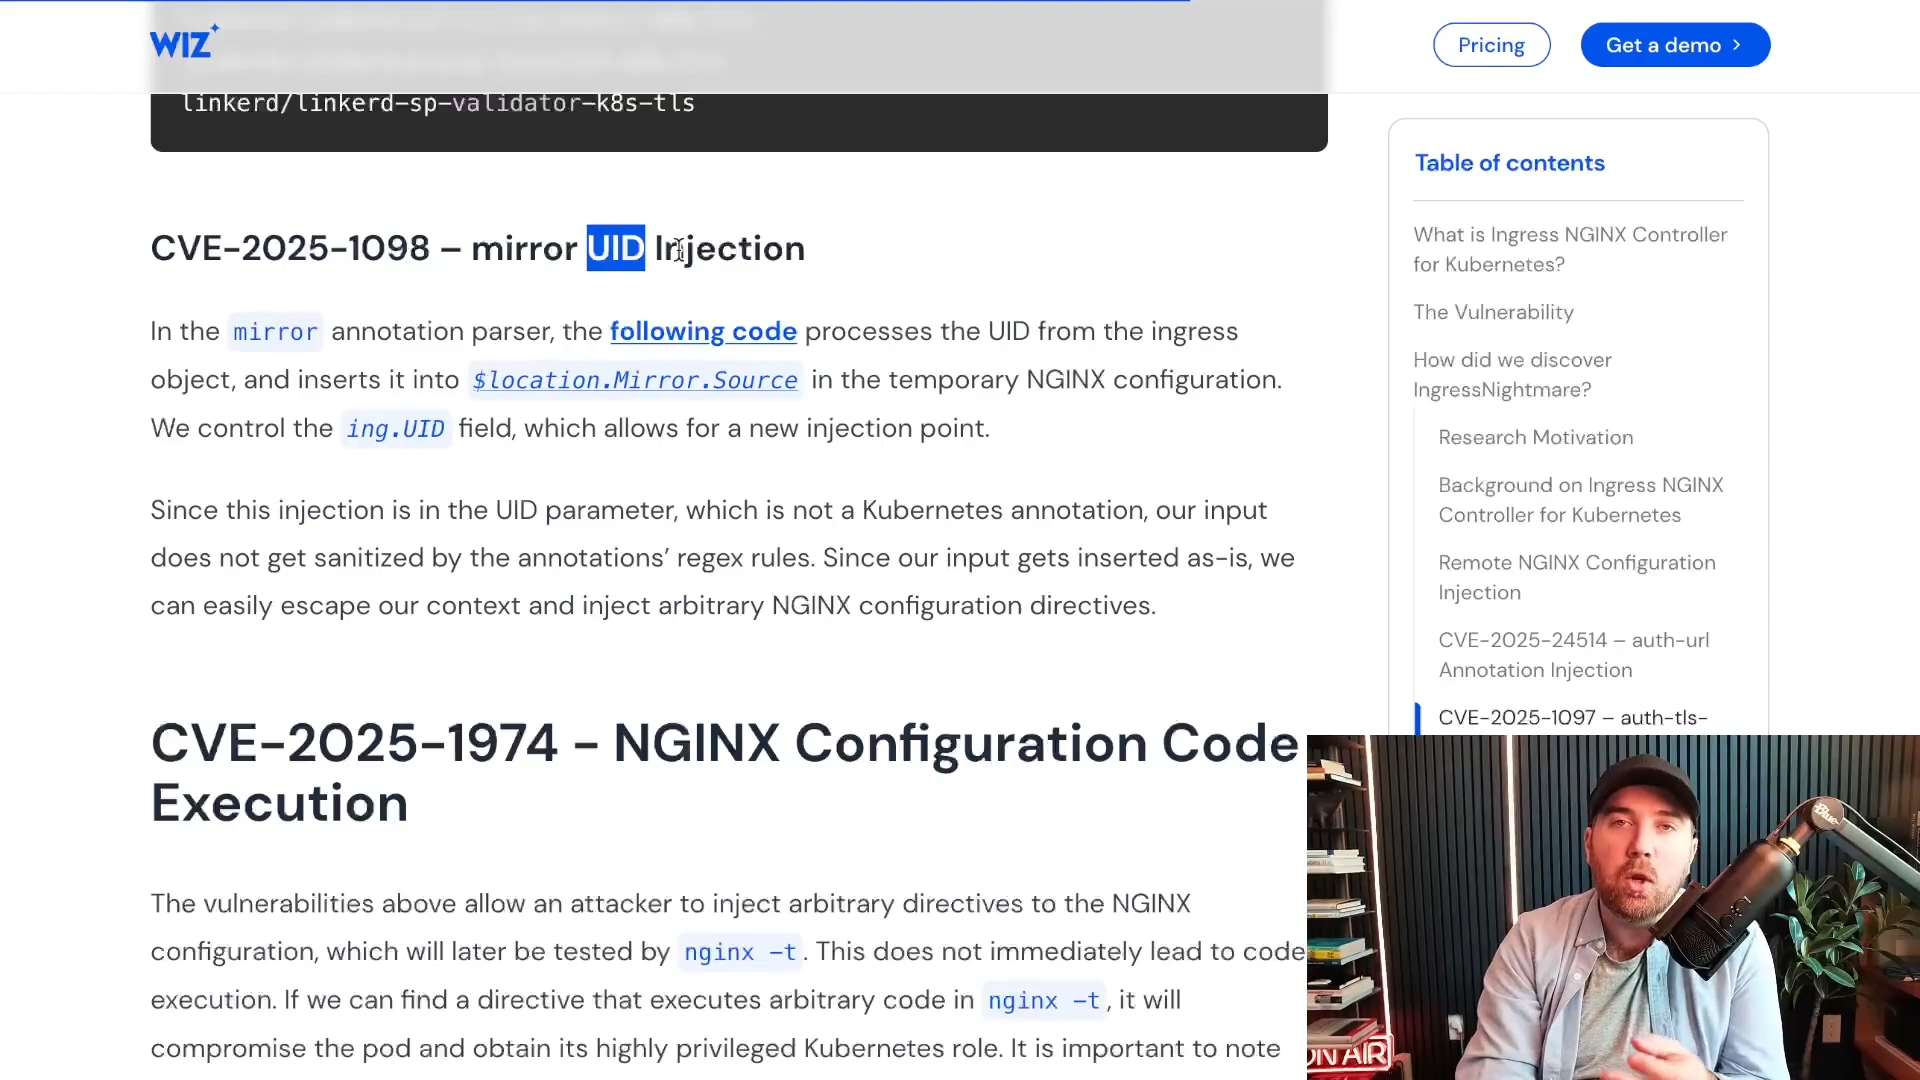 WIZ
Pricing
Get a demo
linkerd/linkerd-sp-validator-k8s-tls
CVE-2025-1098 – mirror UID Injection
In the mirror annotation parser, the following code processes the UID from the ingress
object, and inserts it into $location.Mirror.Source in the temporary NGINX configuration.
We control the ing.UID field, which allows for a new injection point.
Since this injection is in the UID parameter, which is not a Kubernetes annotation, our input
does not get sanitized by the annotations’ regex rules. Since our input gets inserted as-is, we
can easily escape our context and inject arbitrary NGINX configuration directives.
CVE-2025-1974 - NGINX Configuration Code
Execution
The vulnerabilities above allow an attacker to inject arbitrary directives to the NGINX
configuration, which will later be tested by nginx -t. This does not immediately lead to code
execution. If we can find a directive that executes arbitrary code in nginx -t, it will
compromise the pod and obtain its highly privileged Kubernetes role. It is important to note
Table of contents
What is Ingress NGINX Controller
for Kubernetes?
The Vulnerability
How did we discover
IngressNightmare?
Research Motivation
Background on Ingress NGINX
Controller for Kubernetes
Remote NGINX Configuration
Injection
CVE-2025-24514 – auth-url
Annotation Injection
CVE-2025-1097 – auth-tls-
Blue
ON AIR